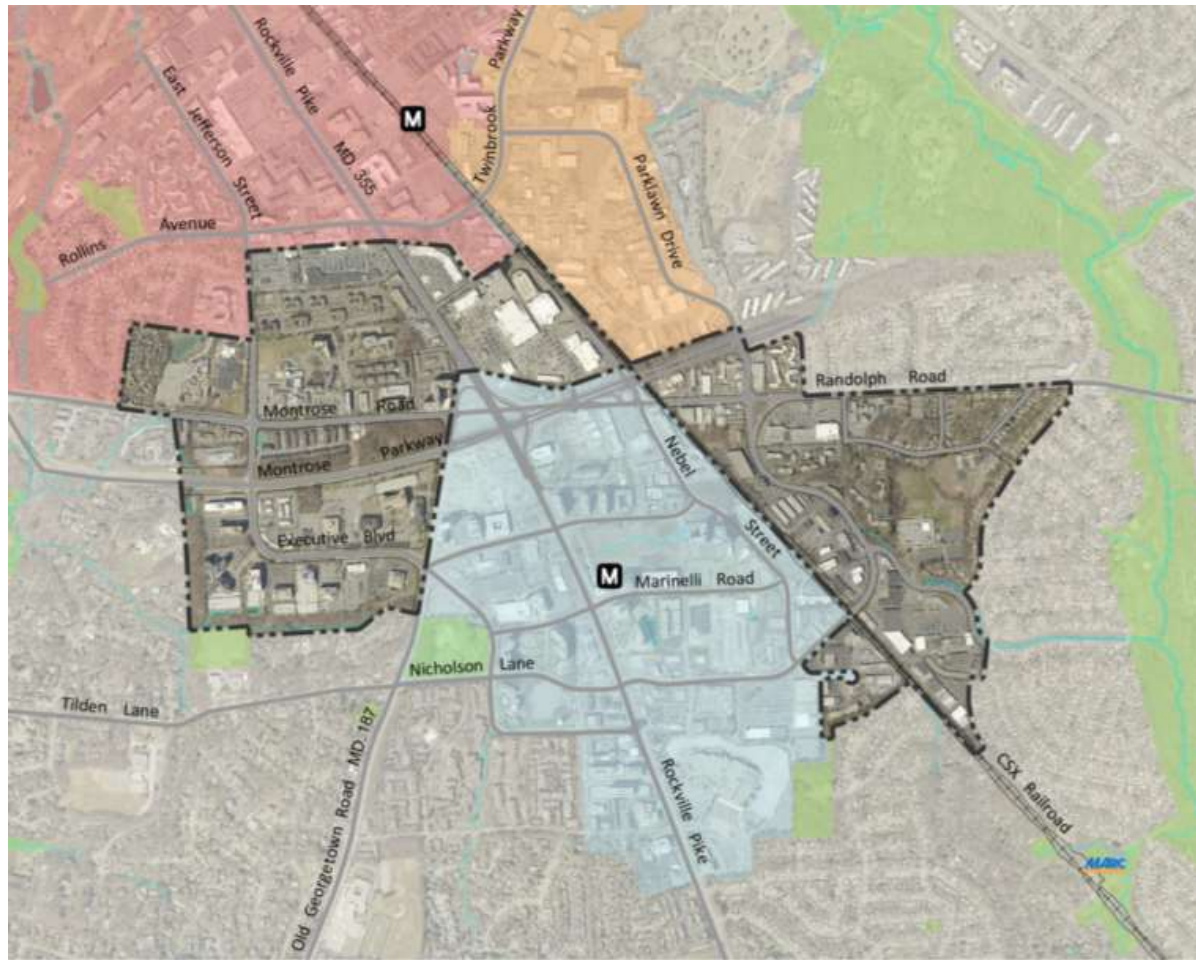 Rockville Pike MD 355
East Jefferson Street
M
Twinbrook Parkway
Parklawn Drive
Rollins Avenue
Randolph Road
Montrose Road
Montrose Parkway
Nebel Street
Executive Blvd
M
Marinelli Road
Nicholson Lane
Tilden Lane
Old Georgetown Road MD 187
Rockville Pike
CSX Railroad
MARC